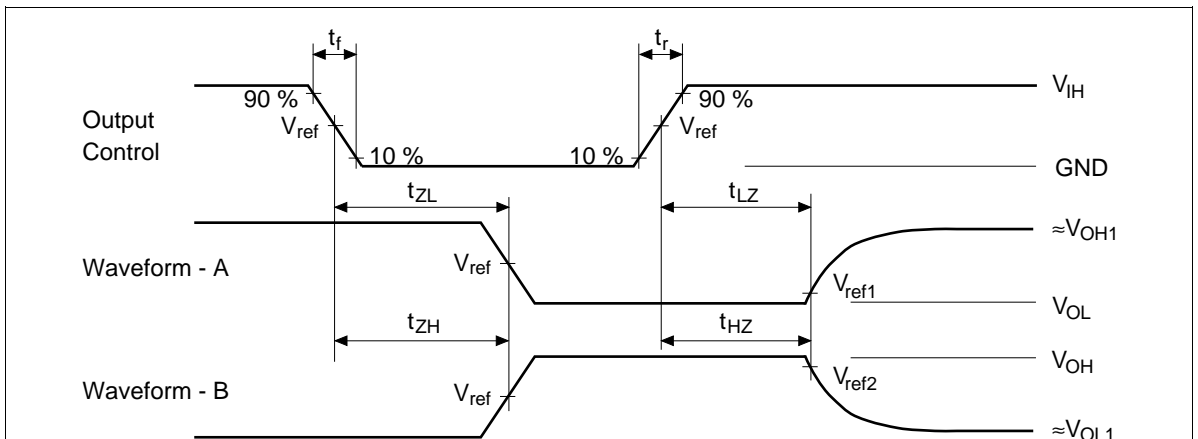 tf
tr
90 %
Vref
10 %
10 %
Vref
90 %
VIH
Output
Control
GND
tZL
tLZ
≈VOH1
Waveform - A
Vref
Vref1
VOL
tZH
tHZ
VOH
Waveform - B
Vref
Vref2
≈VOL1